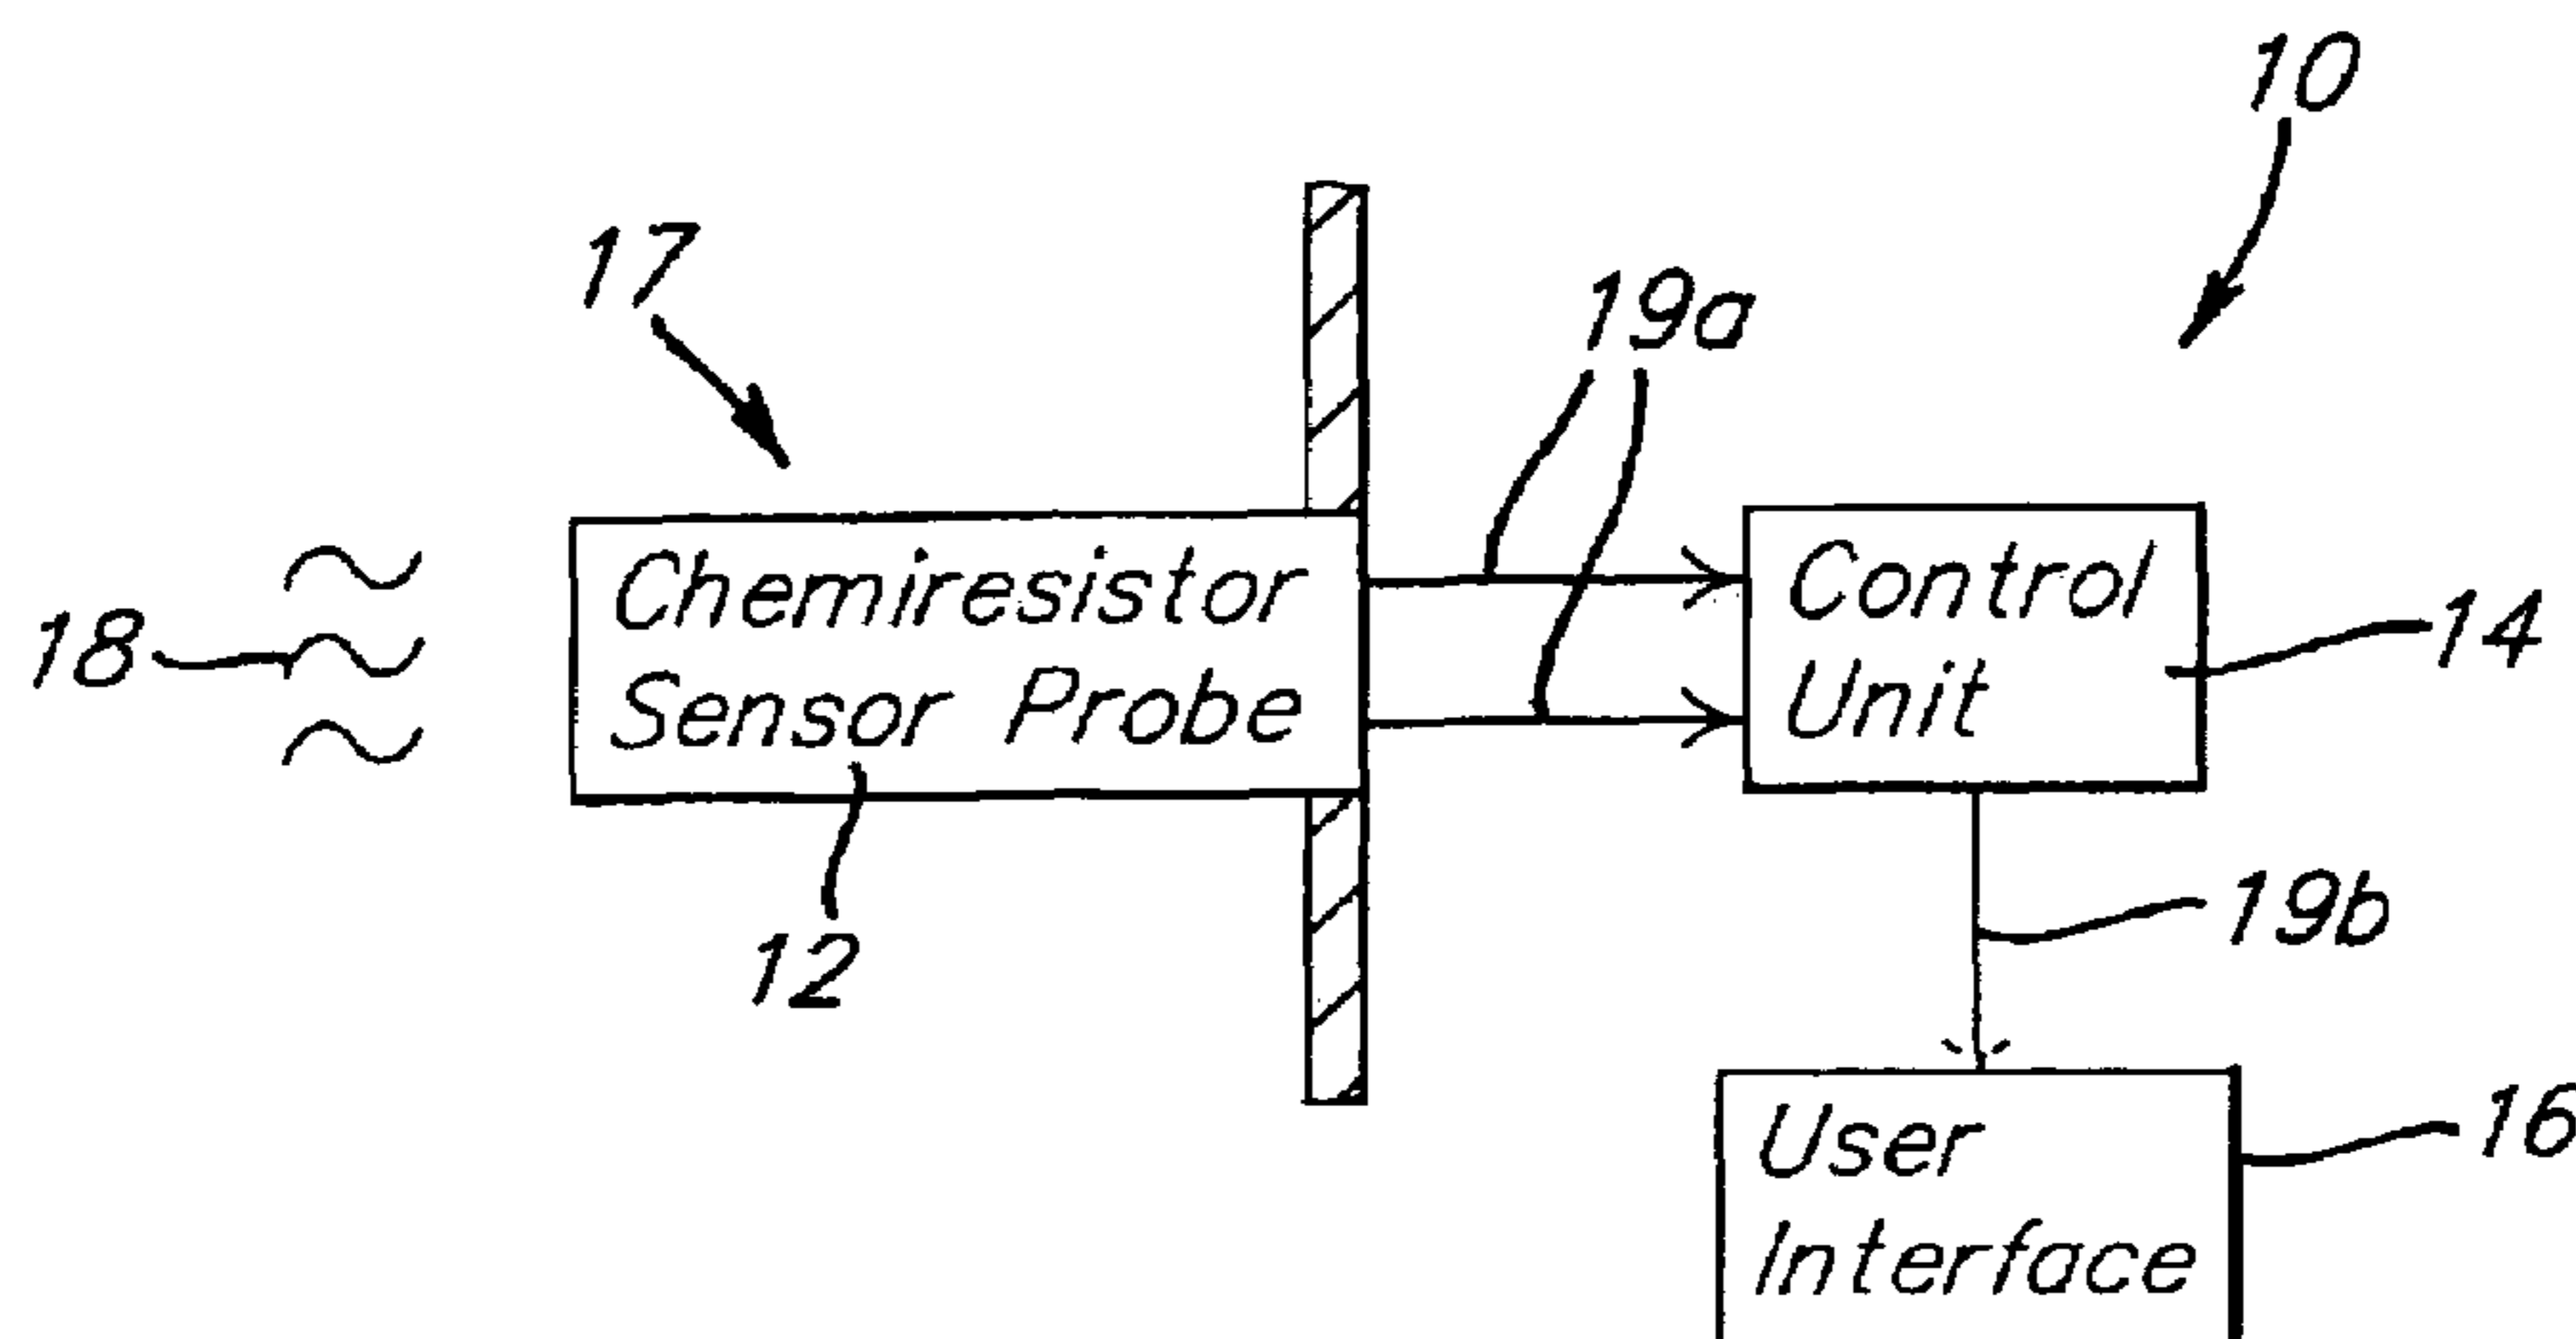 10
17
19a
Chemiresistor
Sensor Probe
Control
Unit
18
14
12
19b
User
Interface
16